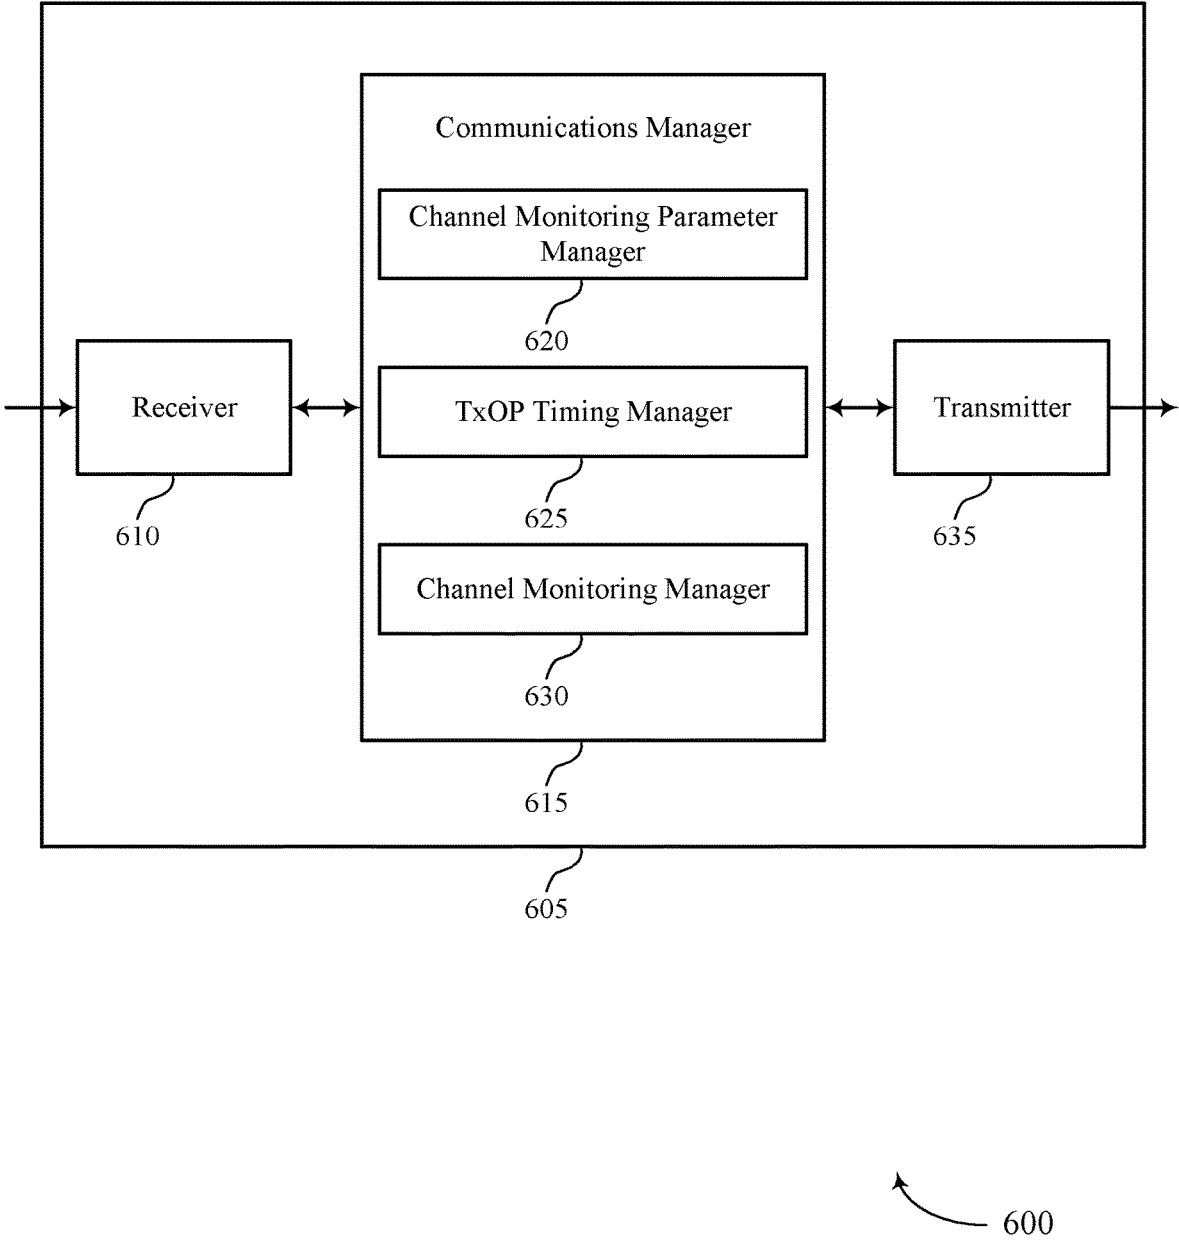 Communications Manager
Channel Monitoring Parameter
Manager
620
Receiver
610
TxOP Timing Manager
625
Transmitter
635
Channel Monitoring Manager
630
615
605
600